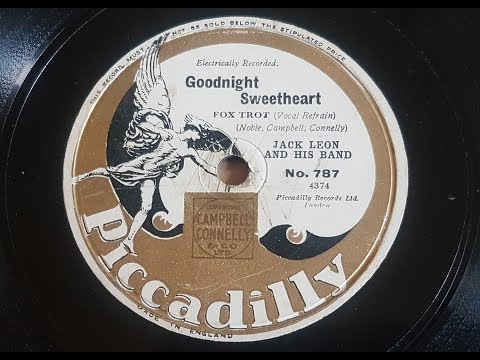 THIS RECORD MUST NOT BE SOLD BELOW THE STIPULATED PRICE
Electrically Recorded.
Goodnight
Sweetheart
FOX TROT (Vocal Refrain)
(Noble, Campbell, Connelly)
JACK LEON
AND HIS BAND
No. 787
4374
Piccadilly Records Ltd.
London
CAMPBELL
CONNELLY
& CO
LTD.
Piccadilly
MADE IN ENGLAND